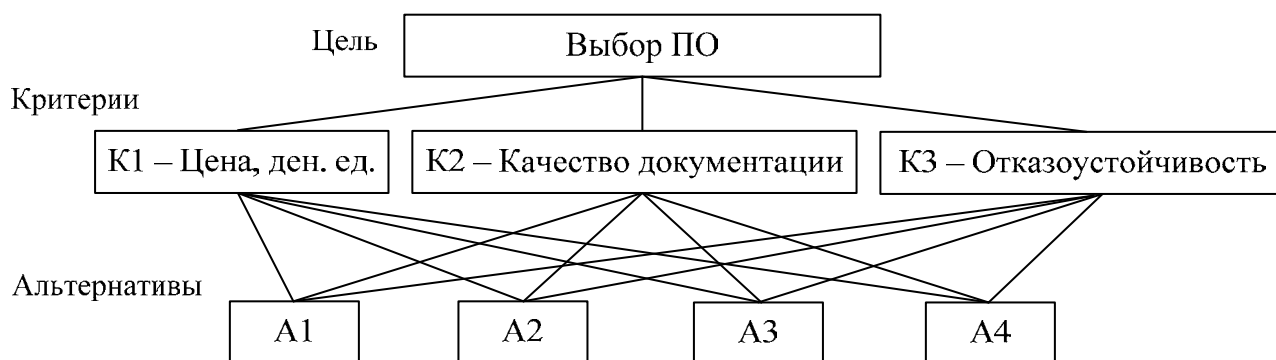 Цель
Выбор ПО
Критерии
К1 – Цена, ден. ед.
К2 – Качество документации
К3 – Отказоустойчивость
Альтернативы
А1
А2
А3
А4